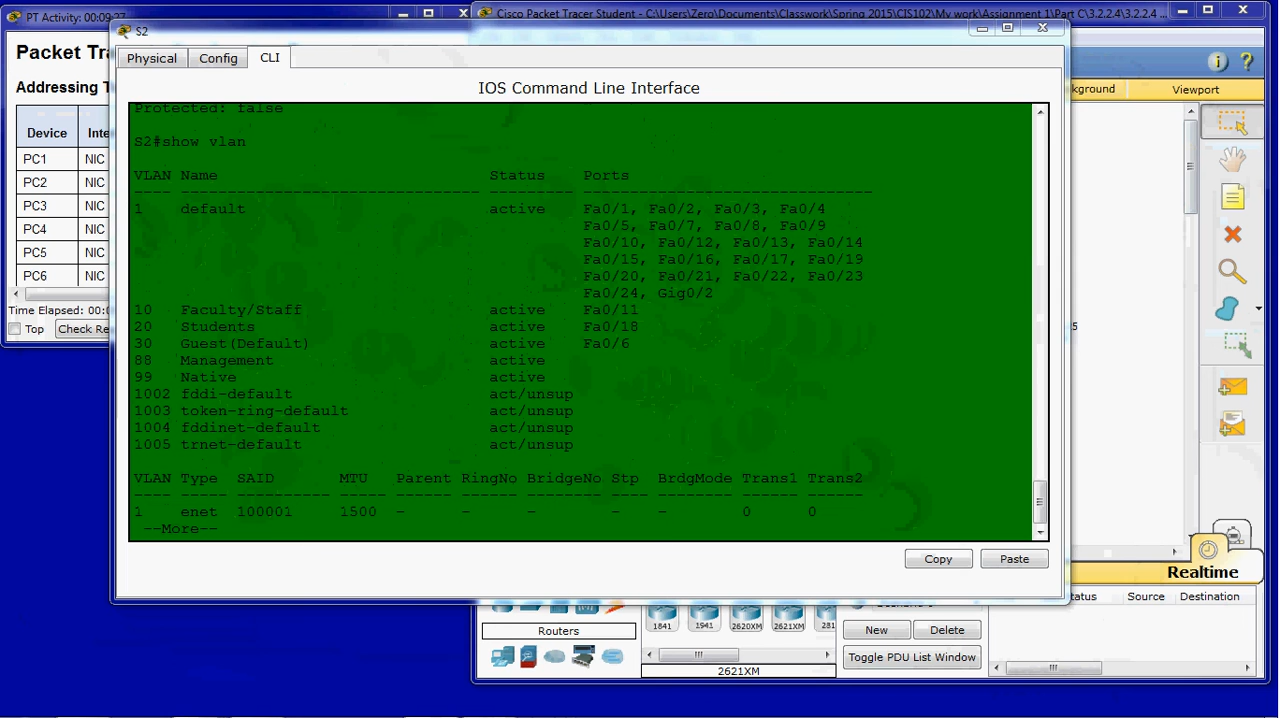 PT Activity: 00:09:27
Cisco Packet Tracer Student - C:\Users\Zero\Documents\Classwork\Spring 2015\CIS102\My work\Assignment 1\Part C\3.2.2.4\3.2.2.4 ...
S2
Physical Config CLI
IOS Command Line Interface
Protected: false
S2#show vlan
VLAN Name Status Ports
---- -------------------------------- --------- -------------------------------
1 default active Fa0/1, Fa0/2, Fa0/3, Fa0/4
Fa0/5, Fa0/7, Fa0/8, Fa0/9
Fa0/10, Fa0/12, Fa0/13, Fa0/14
Fa0/15, Fa0/16, Fa0/17, Fa0/19
Fa0/20, Fa0/21, Fa0/22, Fa0/23
Fa0/24, Gig0/2
10 Faculty/Staff active Fa0/11
20 Students active Fa0/18
30 Guest(Default) active Fa0/6
88 Management active
99 Native active
1002 fddi-default act/unsup
1003 token-ring-default act/unsup
1004 fddinet-default act/unsup
1005 trnet-default act/unsup
VLAN Type SAID MTU Parent RingNo BridgeNo Stp BrdgMode Trans1 Trans2
---- ----- ---------- ----- ------ ------ -------- ---- -------- ------ ------
1 enet 100001 1500 - - - - - 0 0
--More--
Copy Paste
Packet Tra
Addressing T
Device Inte
PC1 NIC
PC2 NIC
PC3 NIC
PC4 NIC
PC5 NIC
PC6 NIC
Time Elapsed: 00:0
Top Check Re
kground Viewport
5
Realtime
tatus Source Destination
Routers
1841 1941 2620XM 2621XM 281
2621XM
New Delete
Toggle PDU List Window